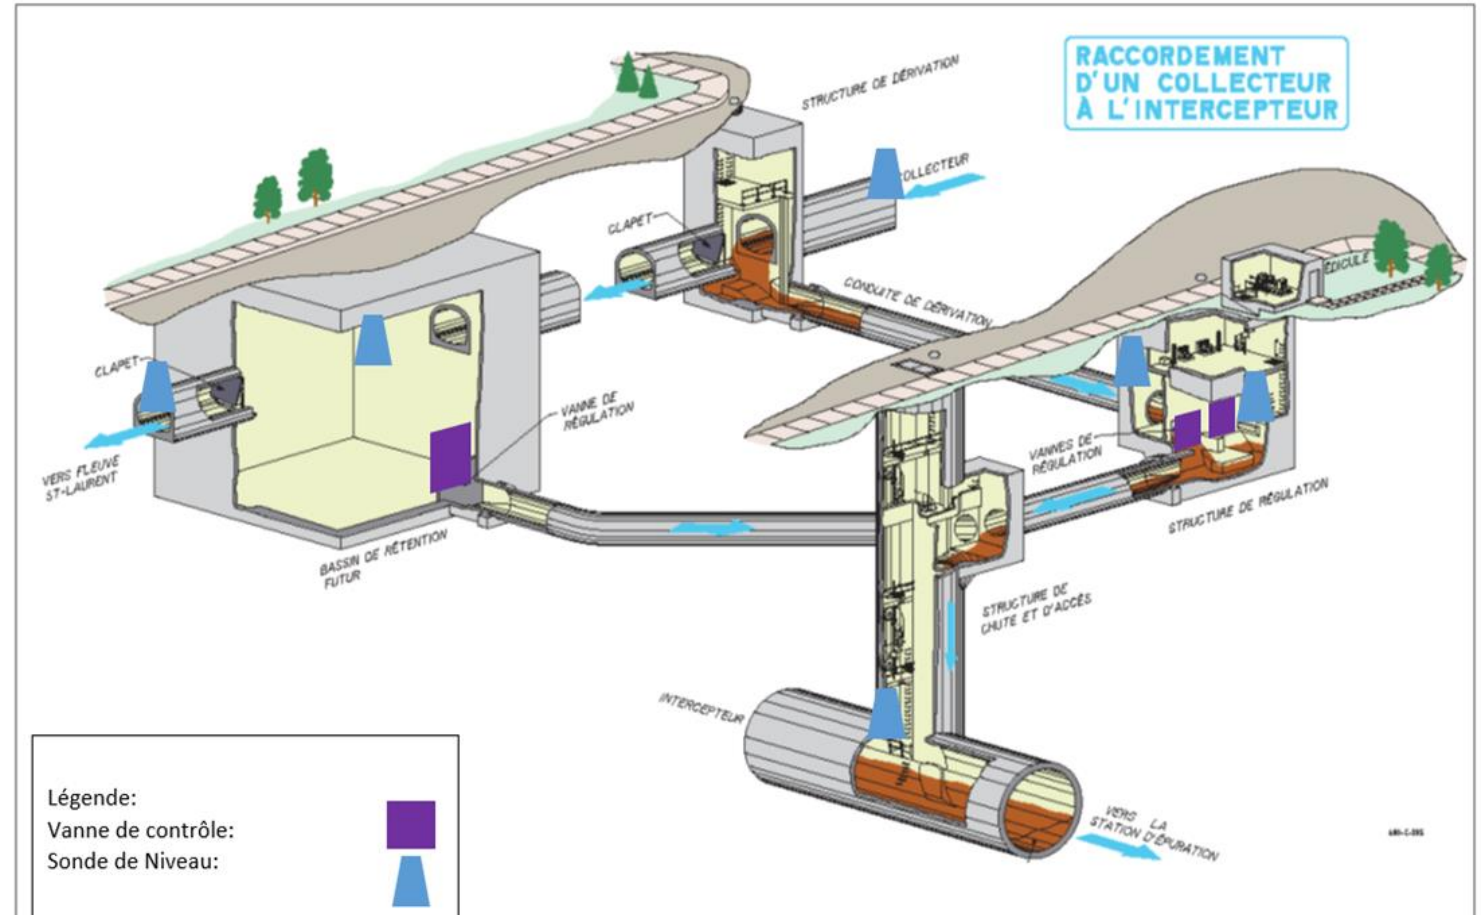 RACCORDEMENT
D'UN COLLECTEUR
À L'INTERCEPTEUR
STRUCTURE DE DÉRIVATION
COLLECTEUR
CLAPET
CONDUITE DE DÉRIVATION
ÉDICULE
CLAPET
VANNE DE
RÉGULATION
VANNES DE
RÉGULATION
VERS FLEUVE
ST-LAURENT
STRUCTURE DE RÉGULATION
BASSIN DE RÉTENTION
FUTUR
STRUCTURE DE
CHUTE ET D'ACCÈS
INTERCEPTEUR
VERS LA
STATION D'ÉPURATION
Légende:
Vanne de contrôle:
Sonde de Niveau: